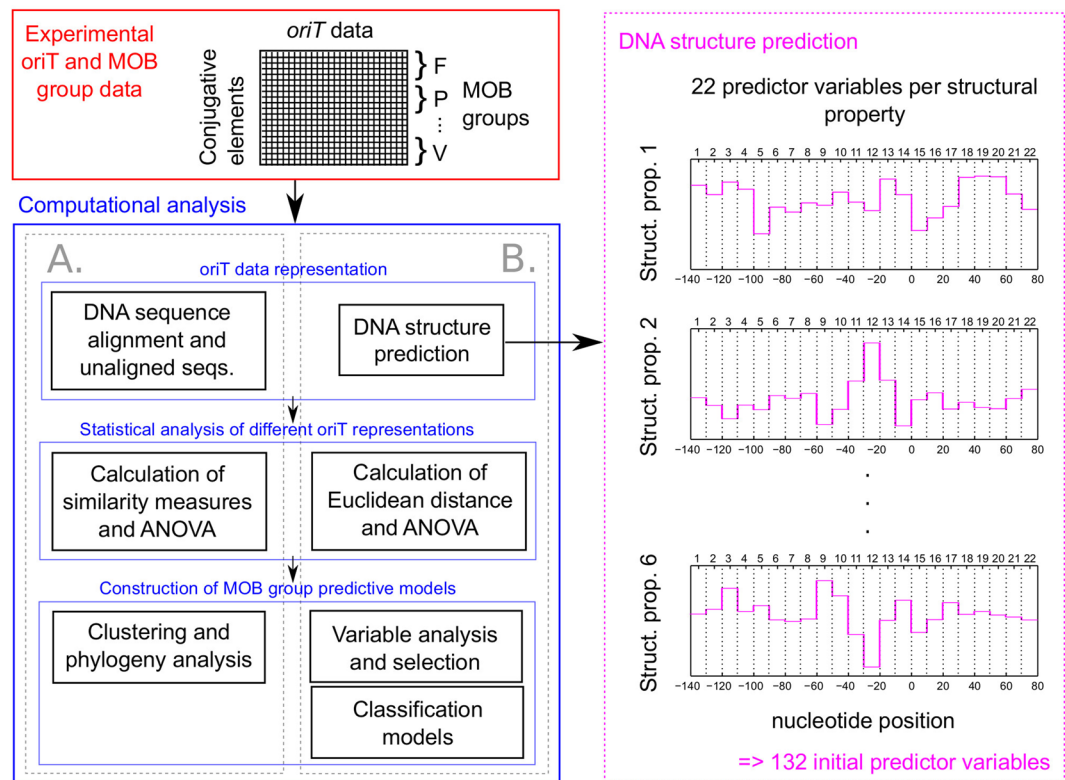 Experimental
oriT and MOB
group data
oriT data
Conjugative
elements
} F
} P
⋮
} V
MOB
groups
Computational analysis
A.
B.
oriT data representation
DNA sequence
alignment and
unaligned seqs.
DNA structure
prediction
Statistical analysis of different oriT representations
Calculation of
similarity measures
and ANOVA
Calculation of
Euclidean distance
and ANOVA
Construction of MOB group predictive models
Clustering and
phylogeny analysis
Variable analysis
and selection
Classification
models
DNA structure prediction
22 predictor variables per structural
property
Struct. prop. 1
1 2 3 4 5 6 7 8 9 10 11 12 13 14 15 16 17 18 19 20 21 22
−140 −120 −100 −80 −60 −40 −20 0 20 40 60 80
Struct. prop. 2
1 2 3 4 5 6 7 8 9 10 11 12 13 14 15 16 17 18 19 20 21 22
−140 −120 −100 −80 −60 −40 −20 0 20 40 60 80
.
.
.
Struct. prop. 6
1 2 3 4 5 6 7 8 9 10 11 12 13 14 15 16 17 18 19 20 21 22
−140 −120 −100 −80 −60 −40 −20 0 20 40 60 80
nucleotide position
=> 132 initial predictor variables